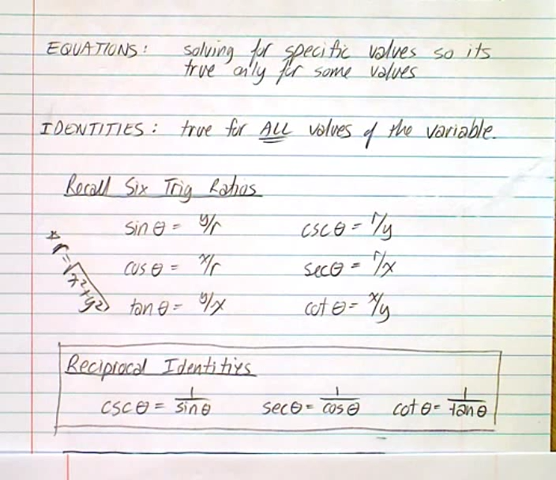 EQUATIONS: solving for specific values so its
true only for some values
IDENTITIES: true for ALL values of the variable.
Recall Six Trig Ratios
sin θ = y/r csc θ = r/y
cos θ = x/r sec θ = r/x
tan θ = y/x cot θ = x/y
* r = √x²+y²
Reciprocal Identities
csc θ = 1/sin θ sec θ = 1/cos θ cot θ = 1/tan θ